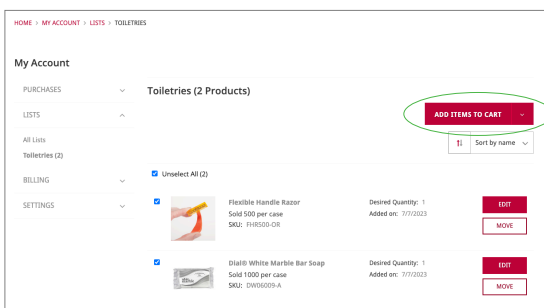 HOME > MY ACCOUNT > LISTS > TOILETRIES
My Account
PURCHASES
LISTS
All Lists
Toiletries (2)
BILLING
SETTINGS
Toiletries (2 Products)
ADD ITEMS TO CART
Sort by name
Unselect All (2)
Flexible Handle Razor
Sold 500 per case
SKU: FHR500-OR
Desired Quantity: 1
Added on: 7/7/2023
EDIT
MOVE
Dial® White Marble Bar Soap
Sold 1000 per case
SKU: DW06009-A
Desired Quantity: 1
Added on: 7/7/2023
EDIT
MOVE